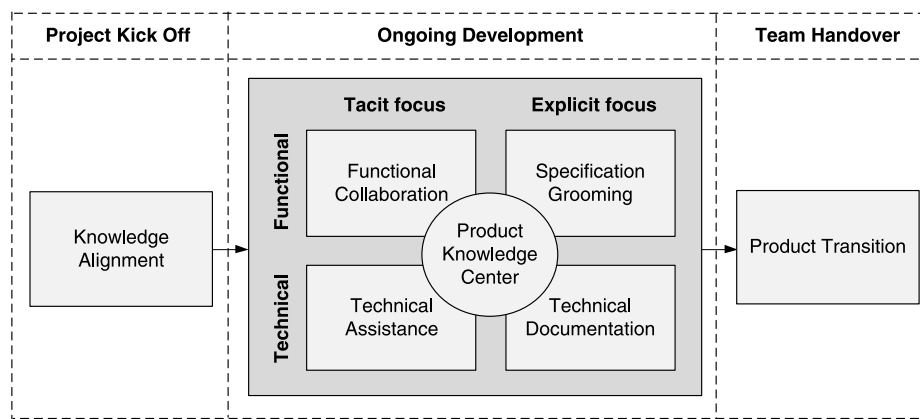 Project Kick Off
Ongoing Development
Team Handover
Tacit focus
Explicit focus
Functional
Functional
Collaboration
Specification
Grooming
Knowledge
Alignment
Product
Knowledge
Center
Product Transition
Technical
Technical
Assistance
Technical
Documentation